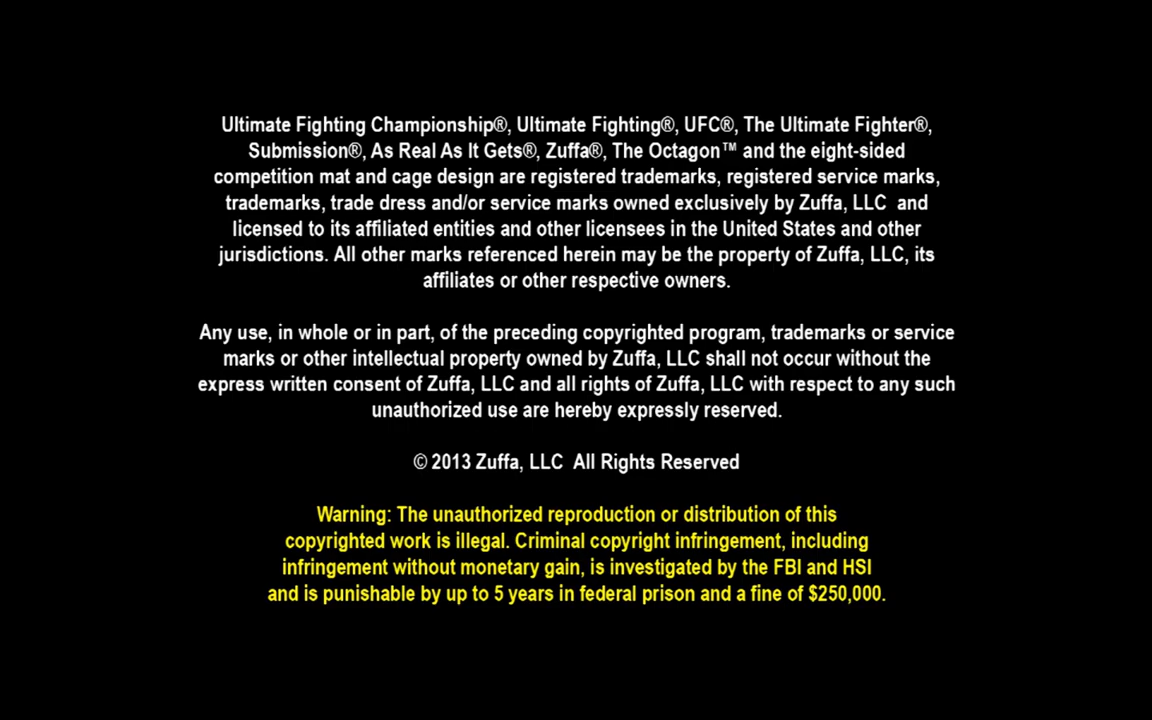 Ultimate Fighting Championship®, Ultimate Fighting®, UFC®, The Ultimate Fighter®,
Submission®, As Real As It Gets®, Zuffa®, The Octagon™ and the eight-sided
competition mat and cage design are registered trademarks, registered service marks,
trademarks, trade dress and/or service marks owned exclusively by Zuffa, LLC and
licensed to its affiliated entities and other licensees in the United States and other
jurisdictions. All other marks referenced herein may be the property of Zuffa, LLC, its
affiliates or other respective owners.
Any use, in whole or in part, of the preceding copyrighted program, trademarks or service
marks or other intellectual property owned by Zuffa, LLC shall not occur without the
express written consent of Zuffa, LLC and all rights of Zuffa, LLC with respect to any such
unauthorized use are hereby expressly reserved.
© 2013 Zuffa, LLC All Rights Reserved
Warning: The unauthorized reproduction or distribution of this
copyrighted work is illegal. Criminal copyright infringement, including
infringement without monetary gain, is investigated by the FBI and HSI
and is punishable by up to 5 years in federal prison and a fine of $250,000.